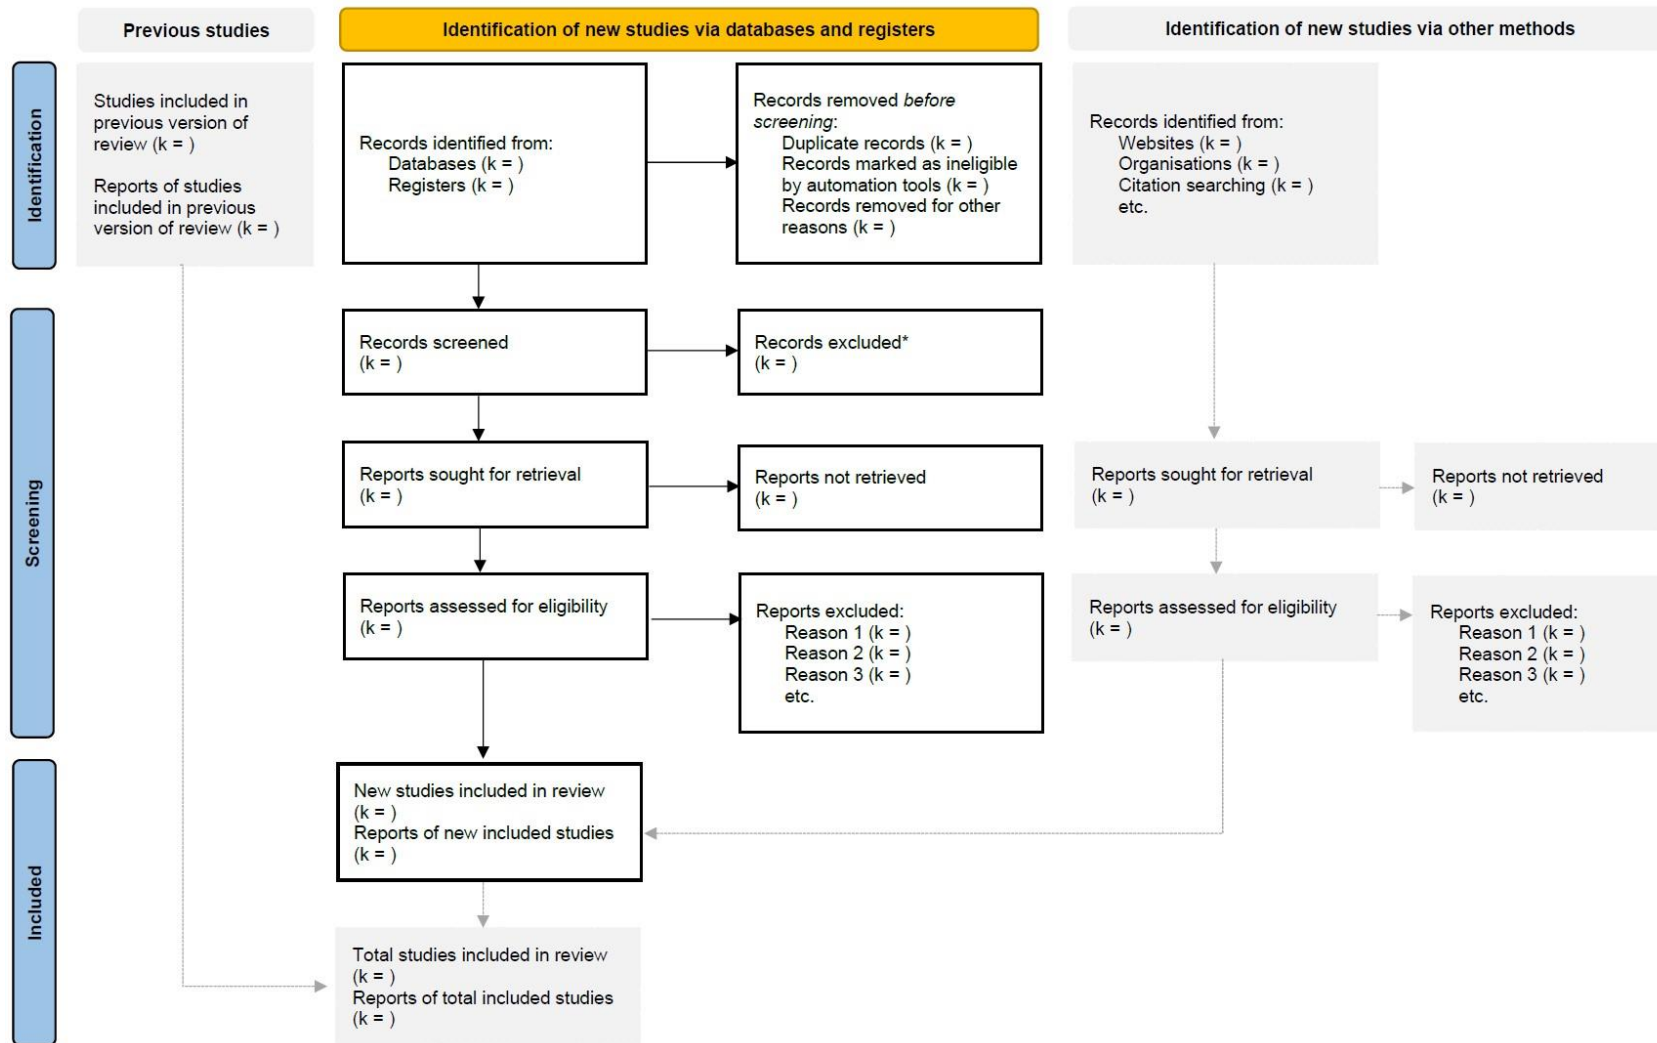 Previous studies
Identification of new studies via databases and registers
Identification of new studies via other methods
Identification
Studies included in
previous version of
review (k = )
Reports of studies
included in previous
version of review (k = )
Records identified from:
Databases (k = )
Registers (k = )
Records removed before
screening:
Duplicate records (k = )
Records marked as ineligible
by automation tools (k = )
Records removed for other
reasons (k = )
Records identified from:
Websites (k = )
Organisations (k = )
Citation searching (k = )
etc.
Screening
Records screened
(k = )
Records excluded*
(k = )
Reports sought for retrieval
(k = )
Reports not retrieved
(k = )
Reports sought for retrieval
(k = )
Reports not retrieved
(k = )
Reports assessed for eligibility
(k = )
Reports excluded:
Reason 1 (k = )
Reason 2 (k = )
Reason 3 (k = )
etc.
Reports assessed for eligibility
(k = )
Reports excluded:
Reason 1 (k = )
Reason 2 (k = )
Reason 3 (k = )
etc.
Included
New studies included in review
(k = )
Reports of new included studies
(k = )
Total studies included in review
(k = )
Reports of total included studies
(k = )